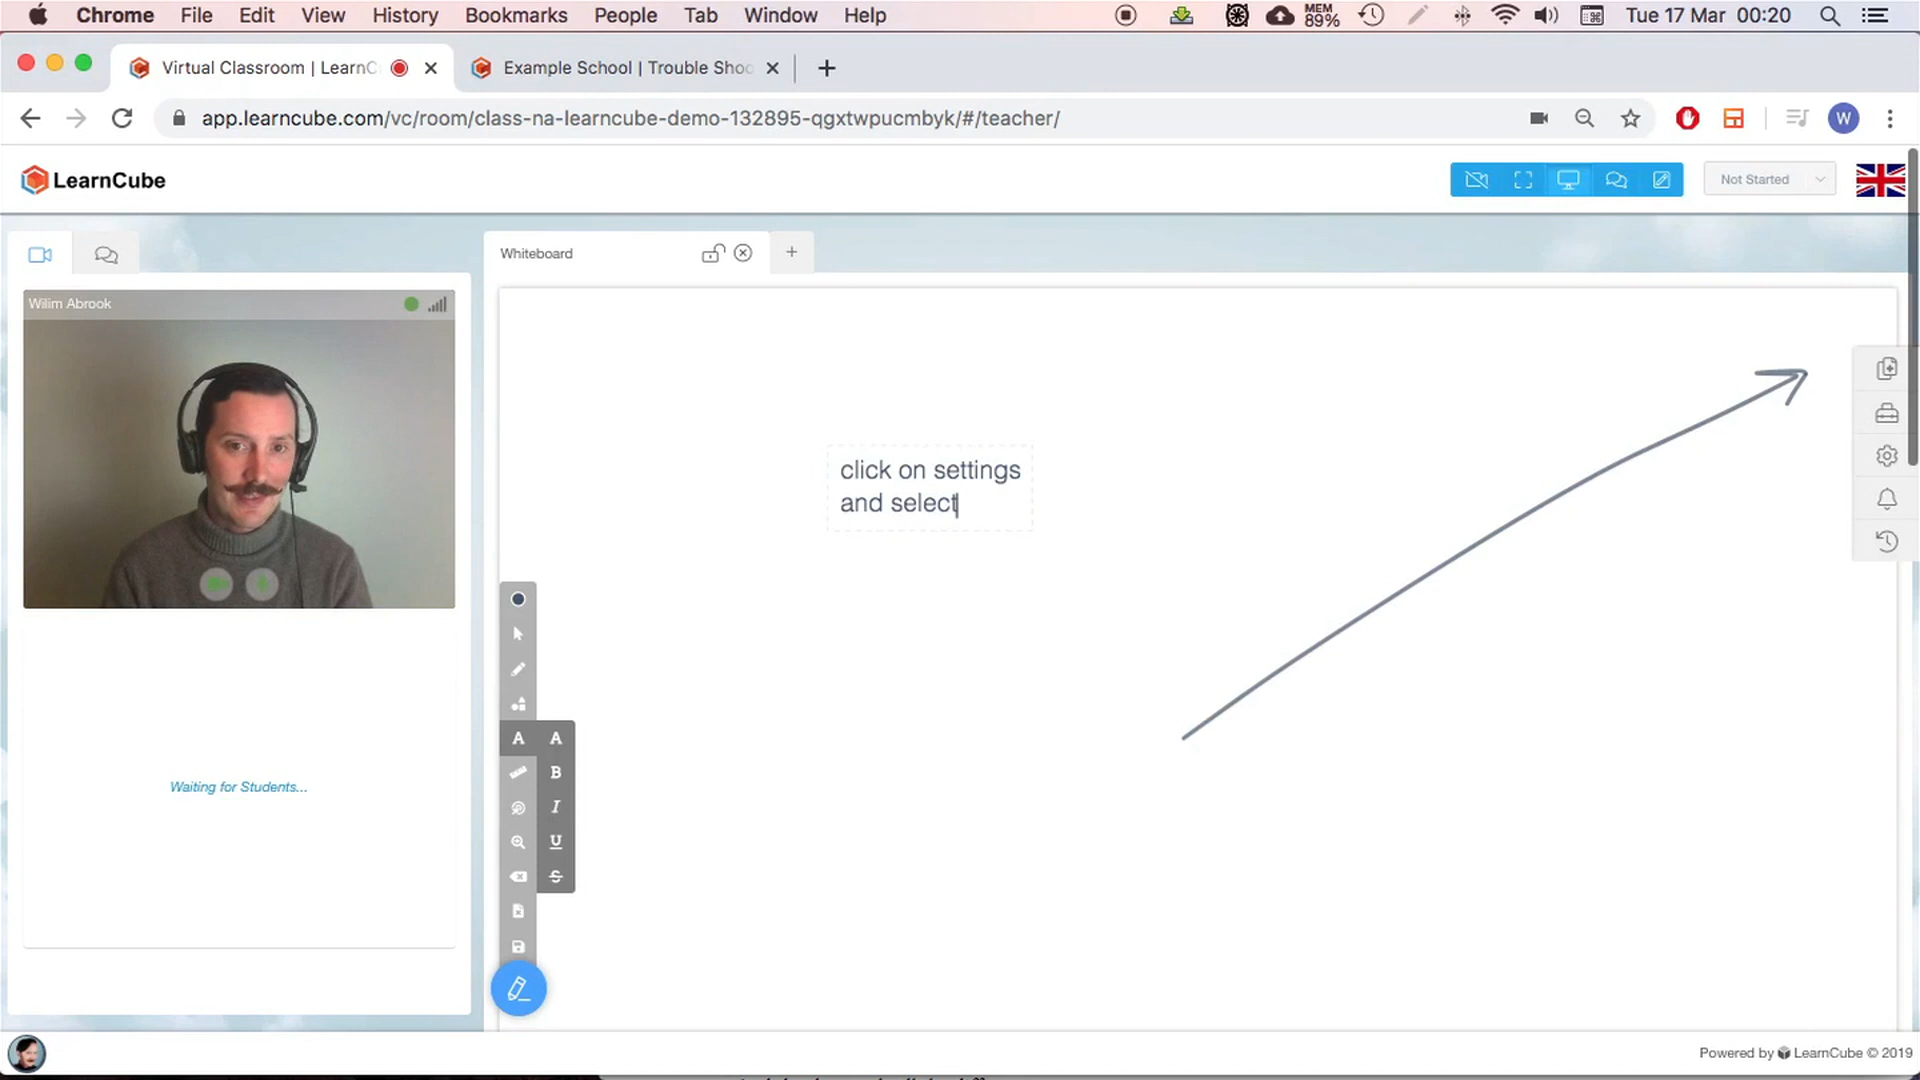 Chrome File Edit View History Bookmarks People Tab Window Help MEM 89% Tue 17 Mar 00:20
Virtual Classroom | LearnC Example School | Trouble Shoo
app.learncube.com/vc/room/class-na-learncube-demo-132895-qgxtwpucmbyk/#/teacher/ W
LearnCube Not Started
Whiteboard
Wilim Abrook
click on settings
and select
A A
B
I
U
S
Waiting for Students...
Powered by LearnCube © 2019